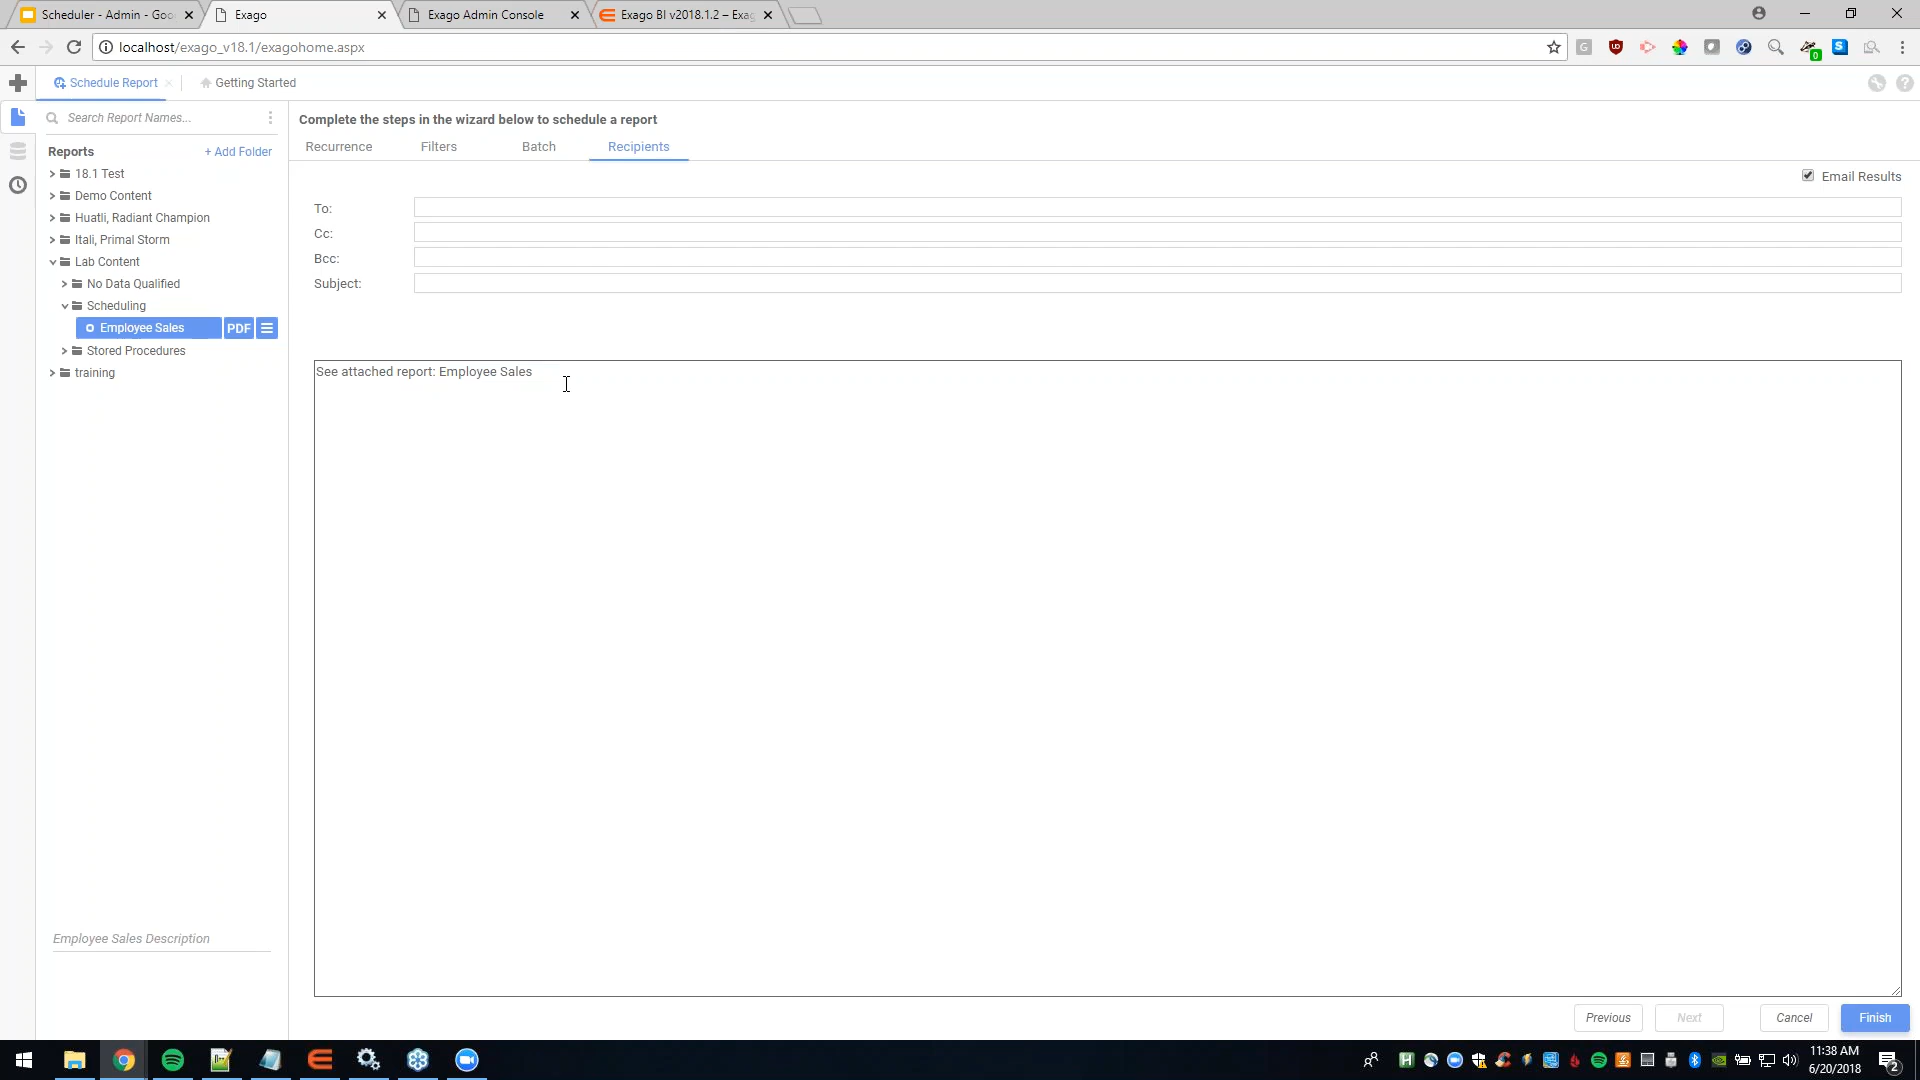 Scheduler - Admin - Goo
Exago
Exago Admin Console
Exago BI v2018.1.2 – Exag
localhost/exago_v18.1/exagohome.aspx
Schedule Report
Getting Started
Search Report Names...
Reports
+ Add Folder
18.1 Test
Demo Content
Huatli, Radiant Champion
Itali, Primal Storm
Lab Content
No Data Qualified
Scheduling
Employee Sales
PDF
Stored Procedures
training
Employee Sales Description
Complete the steps in the wizard below to schedule a report
Recurrence
Filters
Batch
Recipients
Email Results
To:
Cc:
Bcc:
Subject:
See attached report: Employee Sales
Previous
Next
Cancel
Finish
11:38 AM
6/20/2018
2